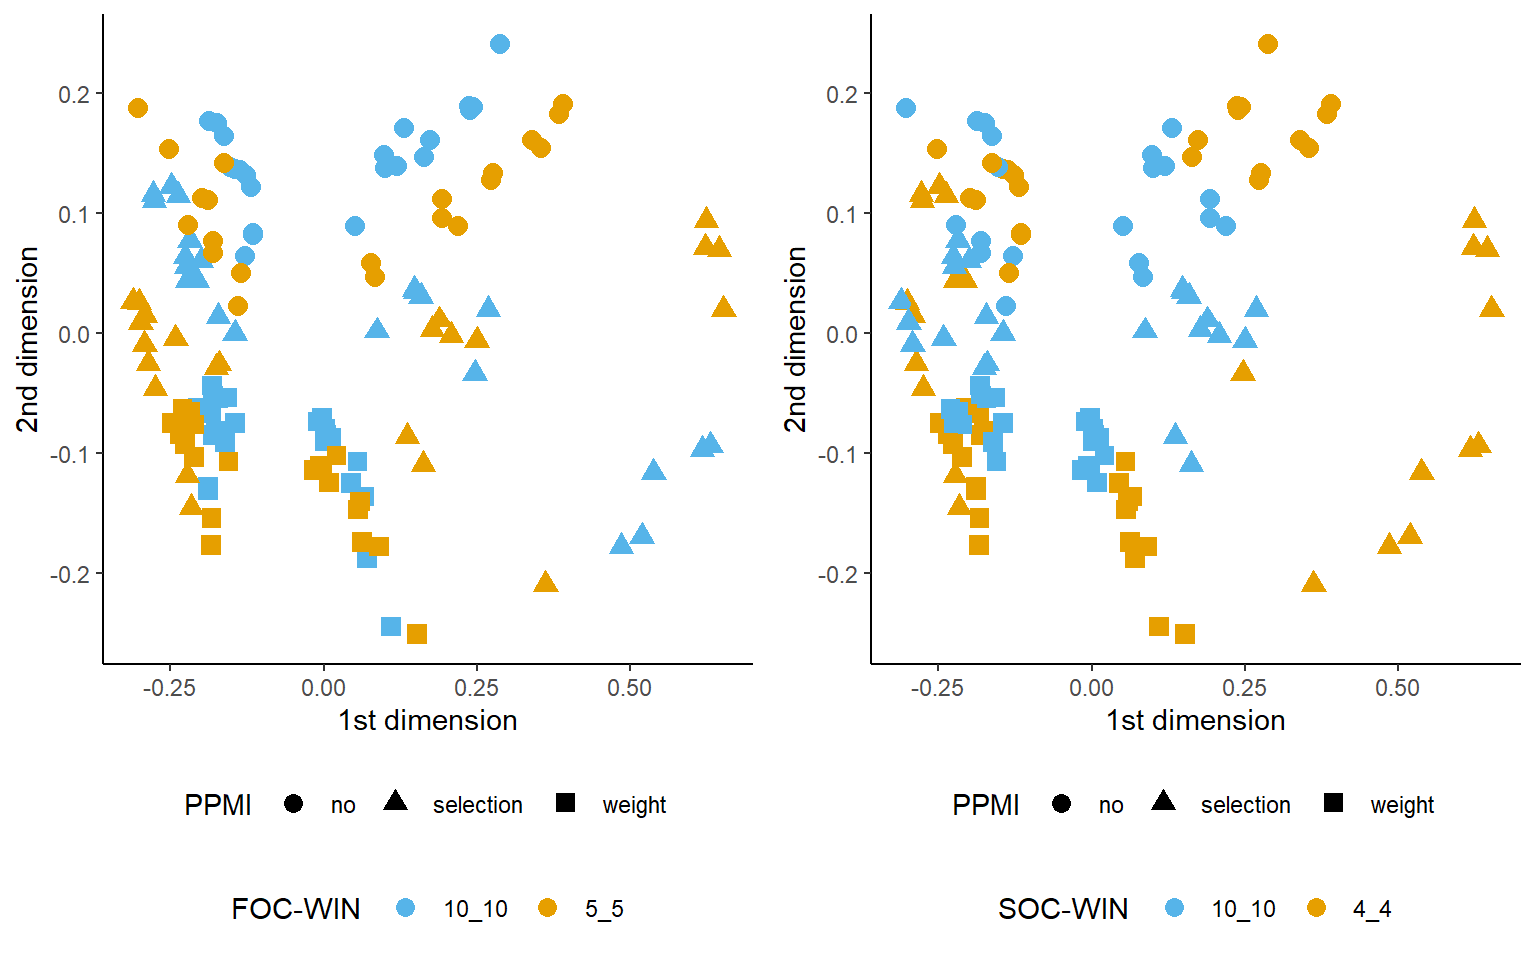 2nd dimension
0.2
0.1
0.0
-0.1
-0.2
-0.25 0.00 0.25 0.50
1st dimension
PPMI no selection weight
FOC-WIN 10_10 5_5
2nd dimension
0.2
0.1
0.0
-0.1
-0.2
-0.25 0.00 0.25 0.50
1st dimension
PPMI no selection weight
SOC-WIN 10_10 4_4